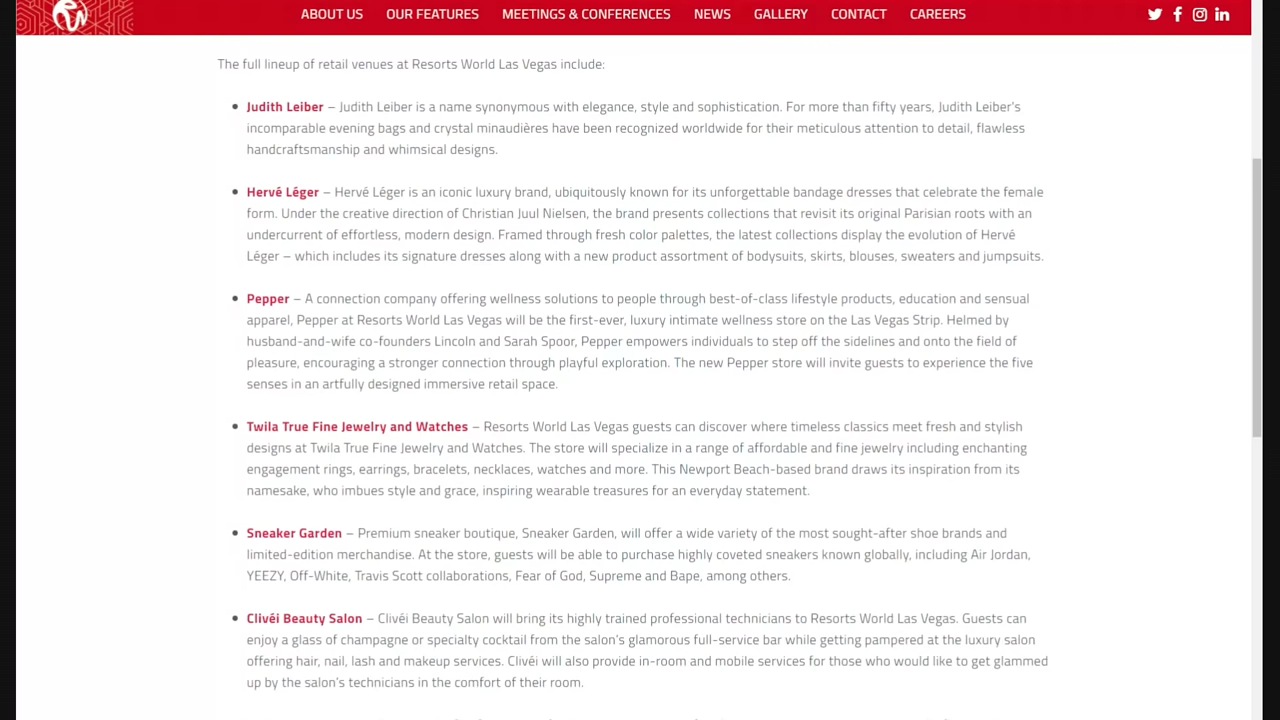 ABOUT US OUR FEATURES MEETINGS & CONFERENCES NEWS GALLERY CONTACT CAREERS
The full lineup of retail venues at Resorts World Las Vegas include:
Judith Leiber – Judith Leiber is a name synonymous with elegance, style and sophistication. For more than fifty years, Judith Leiber's
incomparable evening bags and crystal minaudières have been recognized worldwide for their meticulous attention to detail, flawless
handcraftsmanship and whimsical designs.
Hervé Léger – Hervé Léger is an iconic luxury brand, ubiquitously known for its unforgettable bandage dresses that celebrate the female
form. Under the creative direction of Christian Juul Nielsen, the brand presents collections that revisit its original Parisian roots with an
undercurrent of effortless, modern design. Framed through fresh color palettes, the latest collections display the evolution of Hervé
Léger – which includes its signature dresses along with a new product assortment of bodysuits, skirts, blouses, sweaters and jumpsuits.
Pepper – A connection company offering wellness solutions to people through best-of-class lifestyle products, education and sensual
apparel, Pepper at Resorts World Las Vegas will be the first-ever, luxury intimate wellness store on the Las Vegas Strip. Helmed by
husband-and-wife co-founders Lincoln and Sarah Spoor, Pepper empowers individuals to step off the sidelines and onto the field of
pleasure, encouraging a stronger connection through playful exploration. The new Pepper store will invite guests to experience the five
senses in an artfully designed immersive retail space.
Twila True Fine Jewelry and Watches – Resorts World Las Vegas guests can discover where timeless classics meet fresh and stylish
designs at Twila True Fine Jewelry and Watches. The store will specialize in a range of affordable and fine jewelry including enchanting
engagement rings, earrings, bracelets, necklaces, watches and more. This Newport Beach-based brand draws its inspiration from its
namesake, who imbues style and grace, inspiring wearable treasures for an everyday statement.
Sneaker Garden – Premium sneaker boutique, Sneaker Garden, will offer a wide variety of the most sought-after shoe brands and
limited-edition merchandise. At the store, guests will be able to purchase highly coveted sneakers known globally, including Air Jordan,
YEEZY, Off-White, Travis Scott collaborations, Fear of God, Supreme and Bape, among others.
Clivéi Beauty Salon – Clivéi Beauty Salon will bring its highly trained professional technicians to Resorts World Las Vegas. Guests can
enjoy a glass of champagne or specialty cocktail from the salon's glamorous full-service bar while getting pampered at the luxury salon
offering hair, nail, lash and makeup services. Clivéi will also provide in-room and mobile services for those who would like to get glammed
up by the salon's technicians in the comfort of their room.